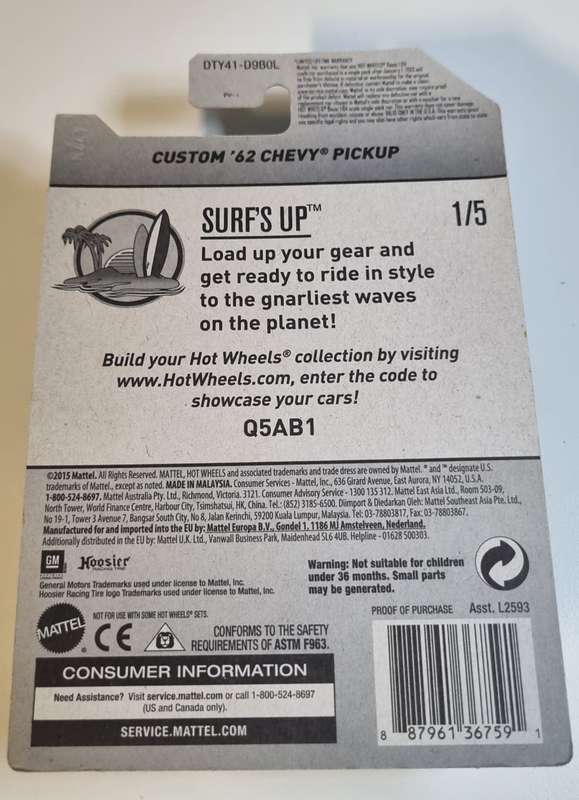 DTY41-D9B0L
CUSTOM '62 CHEVY® PICKUP
SURF'S UP™
1/5
Load up your gear and
get ready to ride in style
to the gnarliest waves
on the planet!
Build your Hot Wheels® collection by visiting
www.HotWheels.com, enter the code to
showcase your cars!
Q5AB1
©2015 Mattel. All Rights Reserved. MATTEL, HOT WHEELS and associated trademarks and trade dress are owned by Mattel. ® and ™ designate U.S.
trademarks of Mattel, except as noted. MADE IN MALAYSIA. Consumer Services - Mattel, Inc., 636 Girard Avenue, East Aurora, NY 14052, U.S.A.
1-800-524-8697. Mattel Australia Pty. Ltd., Richmond, Victoria. 3121. Consumer Advisory Service - 1300 135 312. Mattel East Asia Ltd., Room 503-09,
North Tower, World Finance Centre, Harbour City, Tsimshatsui, HK, China. Tel.: (852) 3185-6500. Diimport & Diedarkan Oleh: Mattel Southeast Asia Pte. Ltd.,
No 19-1, Tower 3 Avenue 7, Bangsar South City, No 8, Jalan Kerinchi, 59200 Kuala Lumpur, Malaysia. Tel: 03-78803817, Fax: 03-78803867.
Manufactured for and imported into the EU by: Mattel Europa B.V., Gondel 1, 1186 MJ Amstelveen, Nederland.
Additionally distributed in the EU by: Mattel U.K. Ltd., Vanwall Business Park, Maidenhead SL6 4UB. Helpline - 01628 500303.
GM
Hoosier
RACING TIRE
General Motors Trademarks used under license to Mattel, Inc.
Hoosier Racing Tire logo Trademarks used under license to Mattel, Inc.
Warning: Not suitable for children
under 36 months. Small parts
may be generated.
PROOF OF PURCHASE Asst. L2593
MATTEL
NOT FOR USE WITH SOME HOT WHEELS® SETS.
CE
CONFORMS TO THE SAFETY
REQUIREMENTS OF ASTM F963.
CONSUMER INFORMATION
Need Assistance? Visit service.mattel.com or call 1-800-524-8697
(US and Canada only).
SERVICE.MATTEL.COM
8 87961 36759 1